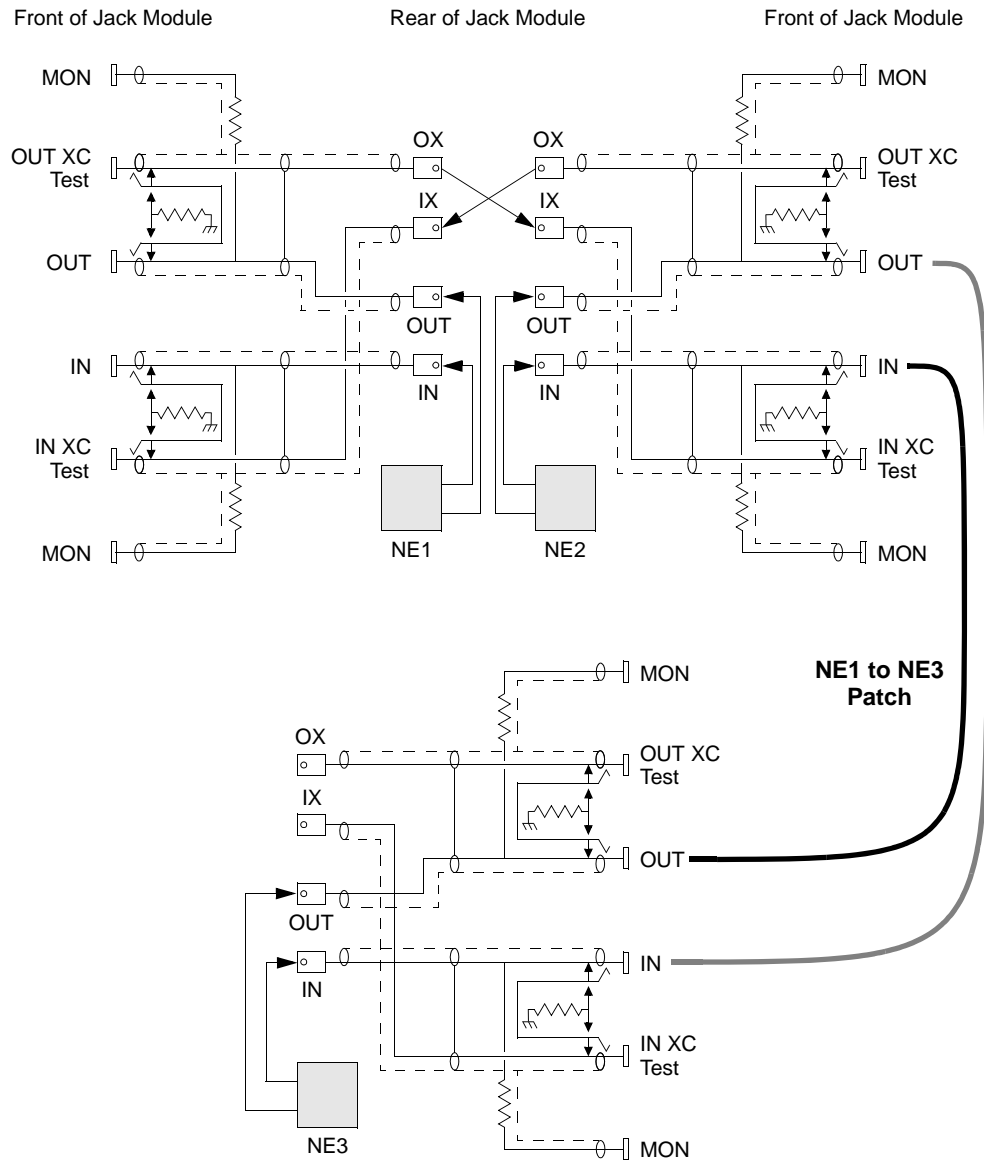 Front of Jack Module
Rear of Jack Module
Front of Jack Module
MON
MON
OX
OX
OUT XC
Test
OUT XC
Test
IX
IX
OUT
OUT
OUT
OUT
IN
IN
IN
IN
IN XC
Test
IN XC
Test
MON
NE1
NE2
MON
NE1 to NE3
Patch
MON
OX
OUT XC
Test
IX
OUT
OUT
IN
IN
IN XC
Test
NE3
MON